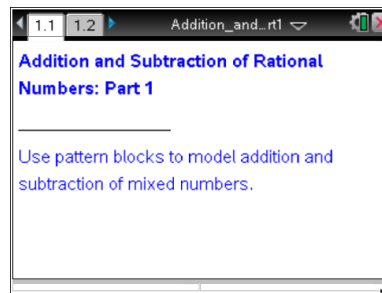 1.1 1.2 Addition_and…rt1
Addition and Subtraction of Rational
Numbers: Part 1
Use pattern blocks to model addition and
subtraction of mixed numbers.